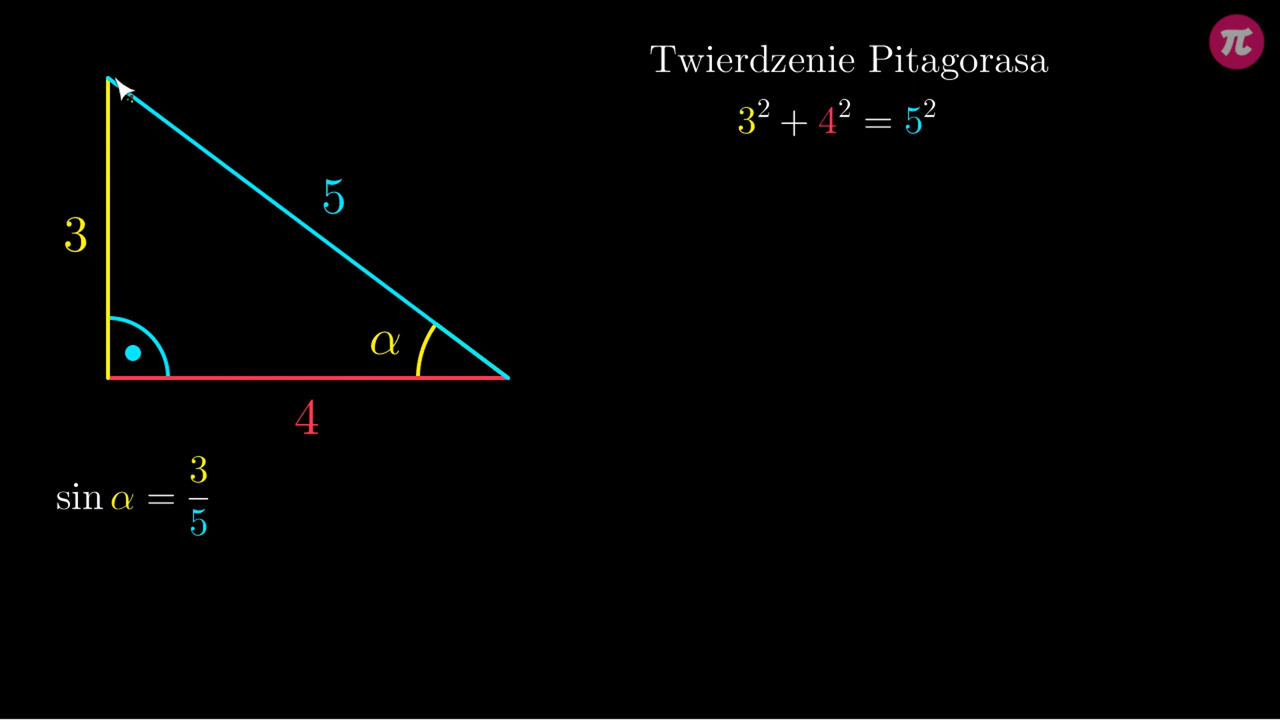 Twierdzenie Pitagorasa
3² + 4² = 5²
5
3
α
4
sin α = 3/5
π